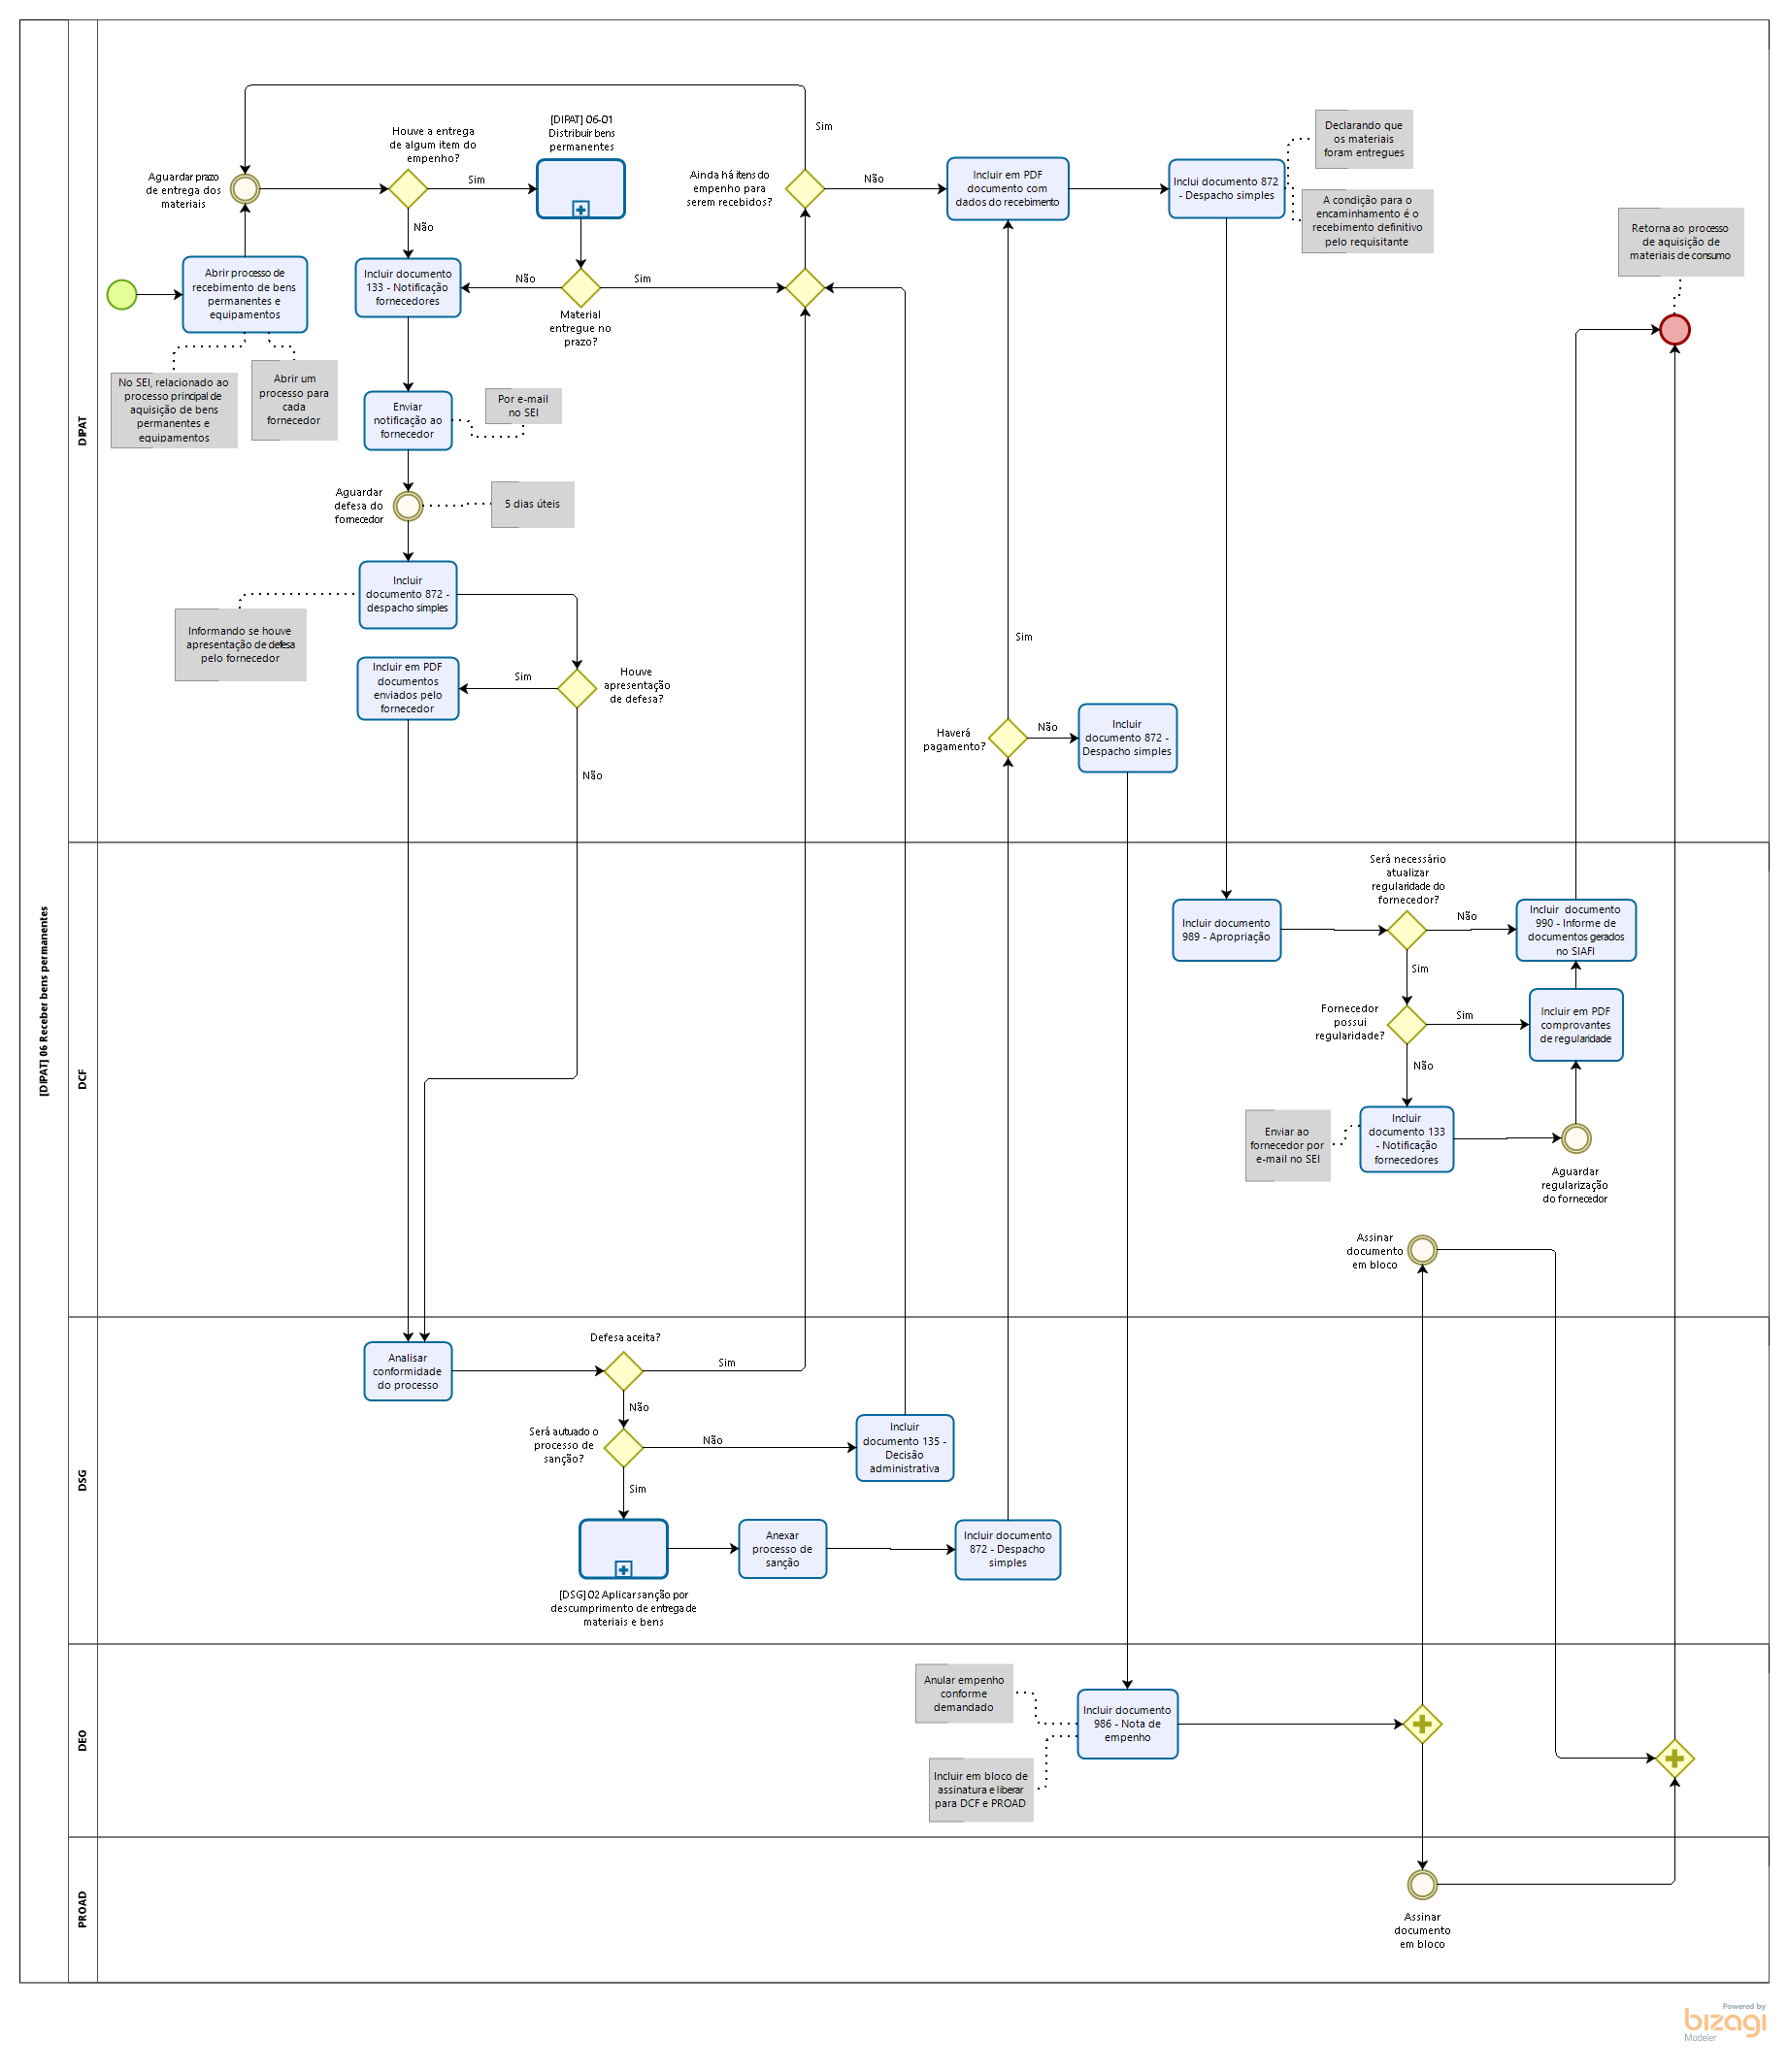 [DIPAT] 06 Receber bens permanentes
DIPAT
Aguardar prazo
de entrega dos
materiais
Houve a entrega
de algum item do
empenho?
Sim
Não
[DIPAT] 06-01
Distribuir bens
permanentes
Ainda há itens do
empenho para
serem recebidos?
Sim
Não
Incluir em PDF
documento com
dados do recebimento
Inclui documento 872
- Despacho simples
Declarando que
os materiais
foram entregues
A condição para o
encaminhamento é o
recebimento definitivo
pelo requisitante
Retorna ao processo
de aquisição de
materiais de consumo
Abrir processo de
recebimento de bens
permanentes e
equipamentos
Incluir documento
133 - Notificação
fornecedores
Não
Sim
Material
entregue no
prazo?
No SEI, relacionado ao
processo principal de
aquisição de bens
permanentes e
equipamentos
Abrir um
processo para
cada
fornecedor
Enviar
notificação ao
fornecedor
Por e-mail
no SEI
Aguardar
defesa do
fornecedor
5 dias úteis
Incluir
documento 872 -
despacho simples
Informando se houve
apresentação de defesa
pelo fornecedor
Incluir em PDF
documentos
enviados pelo
fornecedor
Sim
Houve
apresentação
de defesa?
Não
Sim
Haverá
pagamento?
Não
Incluir
documento 872 -
Despacho simples
DCF
Será necessário
atualizar
regularidade do
fornecedor?
Incluir documento
989 - Apropriação
Não
Sim
Incluir documento
990 - Informe de
documentos gerados
no SIAFI
Fornecedor
possui
regularidade?
Sim
Não
Incluir em PDF
comprovantes
de regularidade
Enviar ao
fornecedor por
e-mail no SEI
Incluir
documento 133
- Notificação
fornecedores
Aguardar
regularização
do fornecedor
Assinar
documento
em bloco
DSG
Analisar
conformidade
do processo
Defesa aceita?
Sim
Não
Será autuado o
processo de
sanção?
Não
Sim
Incluir
documento 135 -
Decisão
administrativa
[DSG] 02 Aplicar sanção por
descumprimento de entrega de
materiais e bens
Anexar
processo de
sanção
Incluir documento
872 - Despacho
simples
DEO
Anular empenho
conforme
demandado
Incluir em bloco de
assinatura e liberar
para DCF e PROAD
Incluir documento
986 - Nota de
empenho
PROAD
Assinar
documento
em bloco
Powered by
bizagi
Modeler